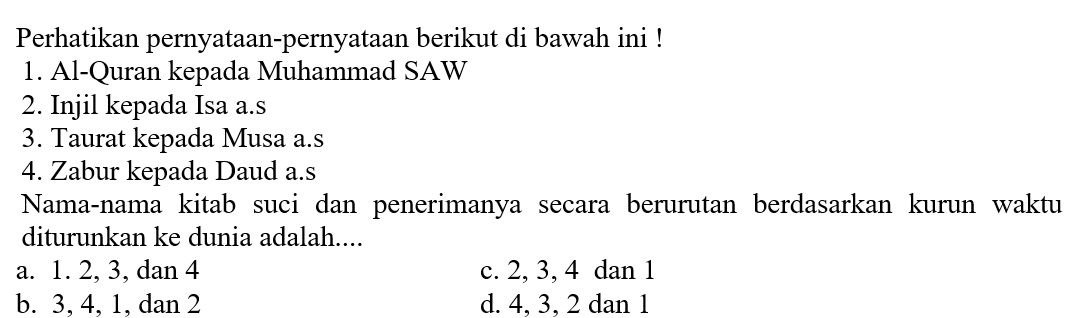 Perhatikan pernyataan-pernyataan berikut di bawah ini !
1. Al-Quran kepada Muhammad SAW
2. Injil kepada Isa a.s
3. Taurat kepada Musa a.s
4. Zabur kepada Daud a.s
Nama-nama kitab suci dan penerimanya secara berurutan berdasarkan kurun waktu
diturunkan ke dunia adalah....
a. 1. 2, 3, dan 4 c. 2, 3, 4 dan 1
b. 3, 4, 1, dan 2 d. 4, 3, 2 dan 1